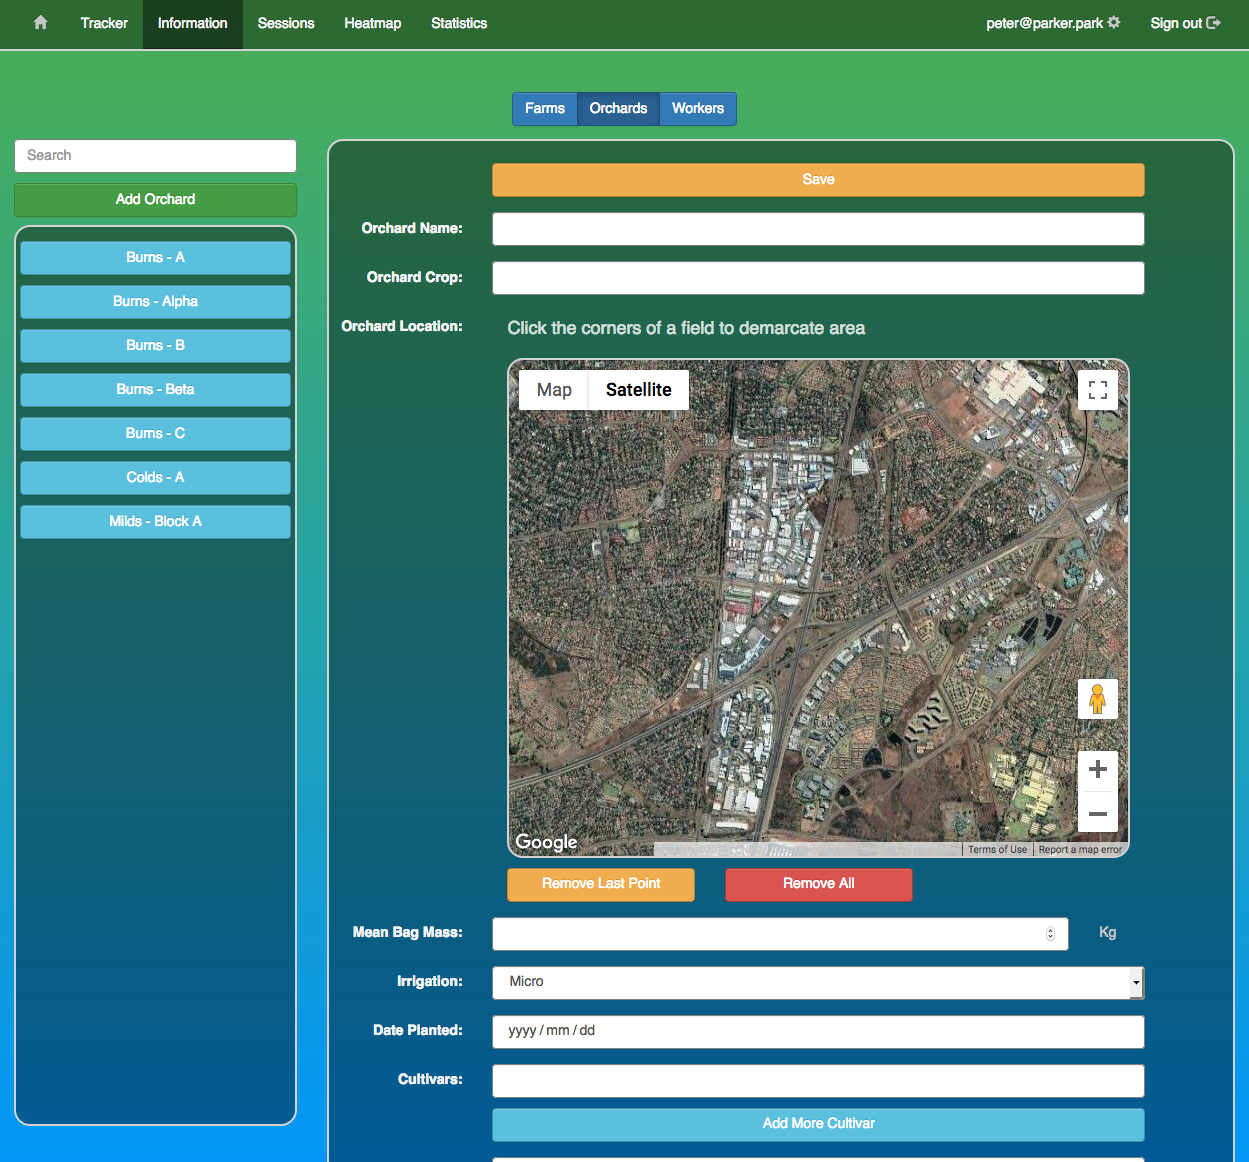 Tracker Information Sessions Heatmap Statistics peter@parker.park Sign out
Farms Orchards Workers
Search
Add Orchard
Burns - A
Burns - Alpha
Burns - B
Burns - Beta
Burns - C
Colds - A
Milds - Block A
Save
Orchard Name:
Orchard Crop:
Orchard Location: Click the corners of a field to demarcate area
Map Satellite
Google
Terms of Use Report a map error
Remove Last Point Remove All
Mean Bag Mass: Kg
Irrigation: Micro
Date Planted: yyyy / mm / dd
Cultivars:
Add More Cultivar